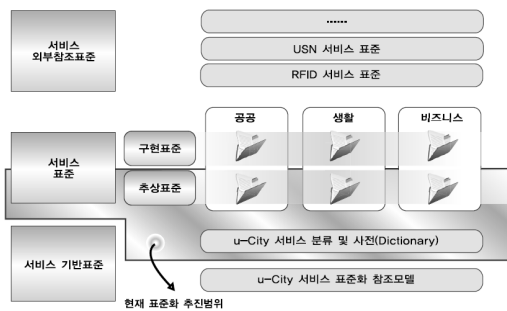 서비스
외부참조표준
......
USN 서비스 표준
RFID 서비스 표준
공공
생활
비즈니스
서비스
표준
구현표준
추상표준
서비스 기반표준
u-City 서비스 분류 및 사전(Dictionary)
u-City 서비스 표준화 참조모델
현재 표준화 추진범위